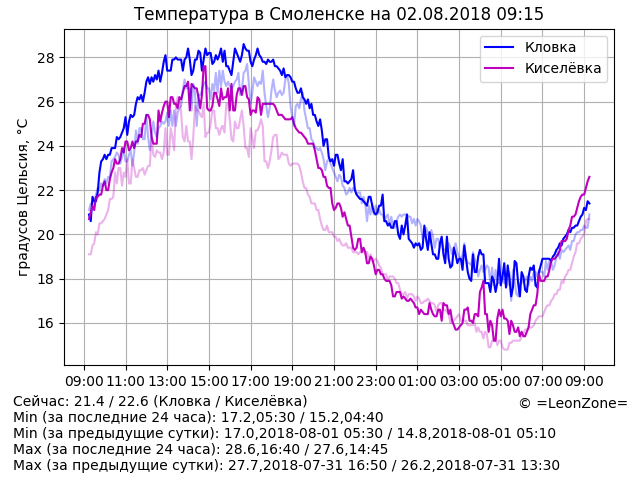 Температура в Смоленске на 02.08.2018 09:15
Кловка
Киселёвка
градусов Цельсия, °C
28
26
24
22
20
18
16
09:00 11:00 13:00 15:00 17:00 19:00 21:00 23:00 01:00 03:00 05:00 07:00 09:00
Сейчас: 21.4 / 22.6 (Кловка / Киселёвка)
© =LeonZone=
Min (за последние 24 часа): 17.2,05:30 / 15.2,04:40
Min (за предыдущие сутки): 17.0,2018-08-01 05:30 / 14.8,2018-08-01 05:10
Max (за последние 24 часа): 28.6,16:40 / 27.6,14:45
Max (за предыдущие сутки): 27.7,2018-07-31 16:50 / 26.2,2018-07-31 13:30